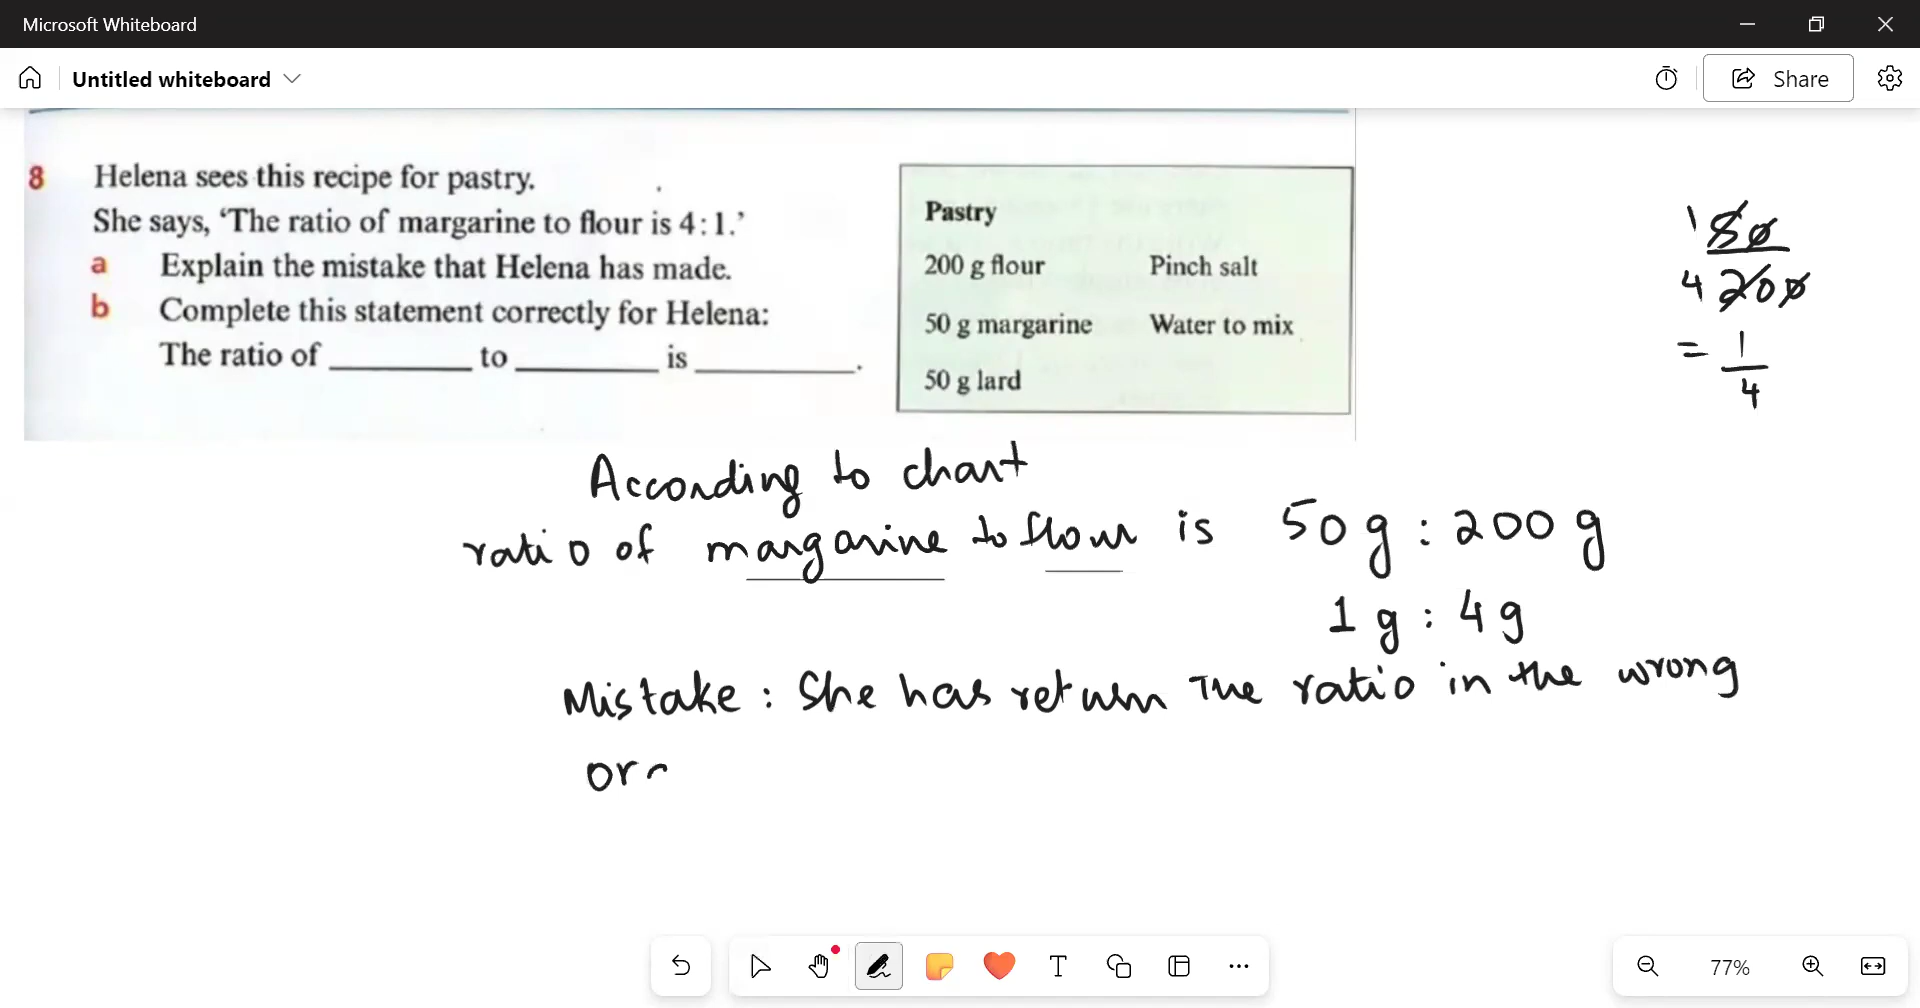 Microsoft Whiteboard
Untitled whiteboard
Share
8 Helena sees this recipe for pastry.
She says, ‘The ratio of margarine to flour is 4 : 1.’
a Explain the mistake that Helena has made.
b Complete this statement correctly for Helena:
The ratio of __________ to __________ is __________.
Pastry
200 g flour Pinch salt
50 g margarine Water to mix
50 g lard
1 50
4 200
= 1
4
According to chart
ratio of margarine to flour is 50 g : 200 g
1 g : 4 g
Mistake : She has return The ratio in the wrong
or
77%